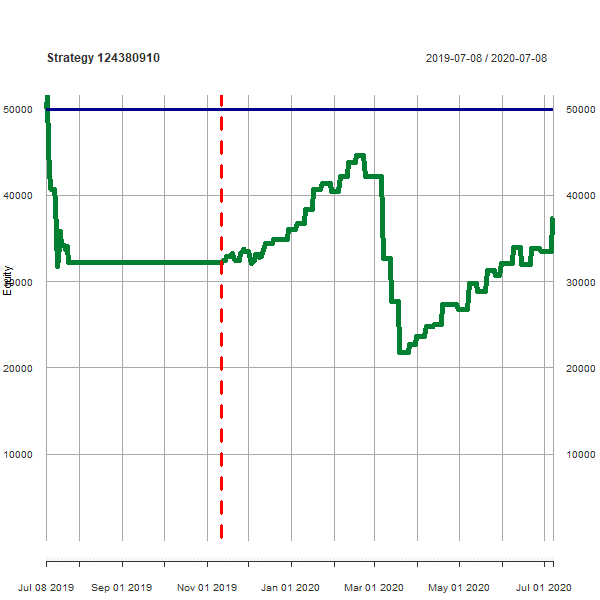 Strategy 124380910
2019-07-08 / 2020-07-08
50000
50000
40000
40000
30000
30000
20000
20000
10000
10000
Equity
Jul 08 2019
Sep 01 2019
Nov 01 2019
Jan 01 2020
Mar 01 2020
May 01 2020
Jul 01 2020